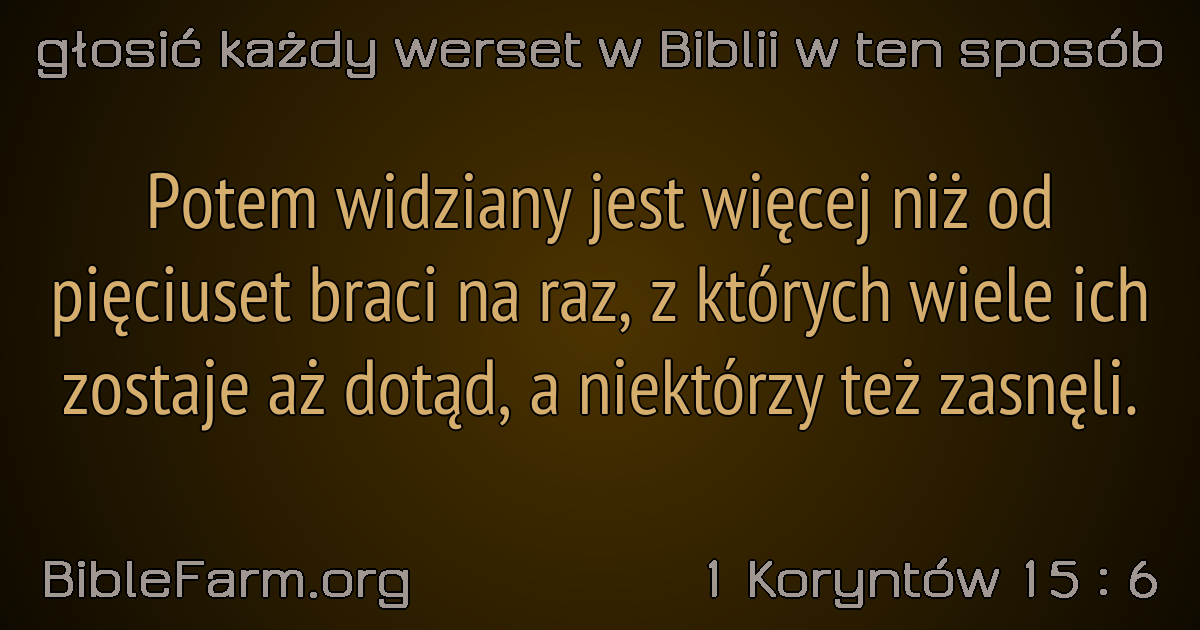 głosić każdy werset w Biblii w ten sposób
Potem widziany jest więcej niż od
pięciuset braci na raz, z których wiele ich
zostaje aż dotąd, a niektórzy też zasnęli.
BibleFarm.org
1 Koryntów 15 : 6